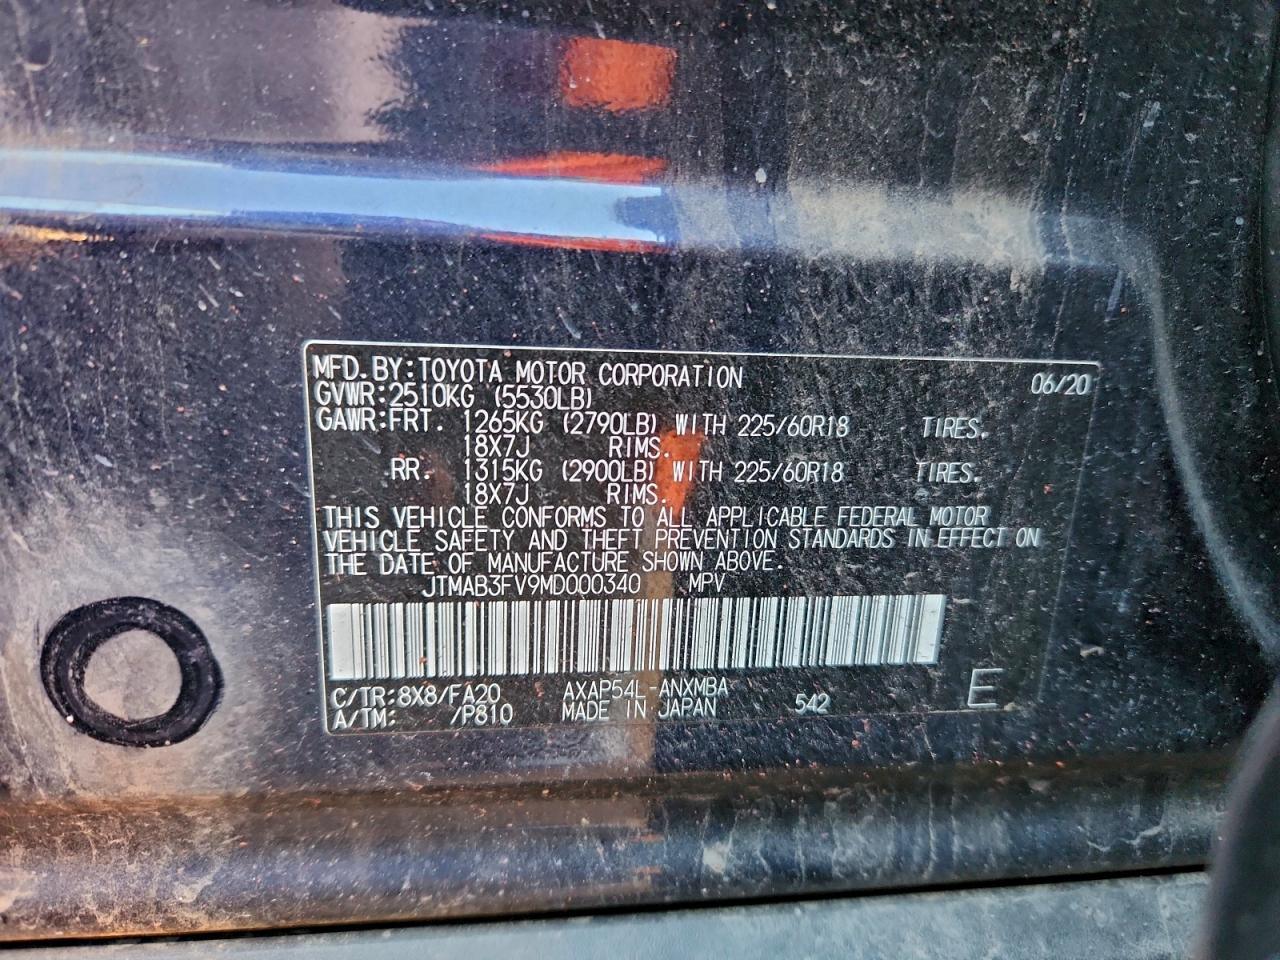 MFD. BY: TOYOTA MOTOR CORPORATION 06/20
GVWR: 2510KG (5530LB)
GAWR: FRT. 1265KG (2790LB) WITH 225/60R18 TIRES.
18X7J RIMS.
RR. 1315KG (2900LB) WITH 225/60R18 TIRES.
18X7J RIMS.
THIS VEHICLE CONFORMS TO ALL APPLICABLE FEDERAL MOTOR
VEHICLE SAFETY AND THEFT PREVENTION STANDARDS IN EFFECT ON
THE DATE OF MANUFACTURE SHOWN ABOVE.
JTMAB3FV9MD000340 MPV
C/TR: 8X8/FA20 AXAP54L-ANXMBA
A/TM: /P810 MADE IN JAPAN 542 E